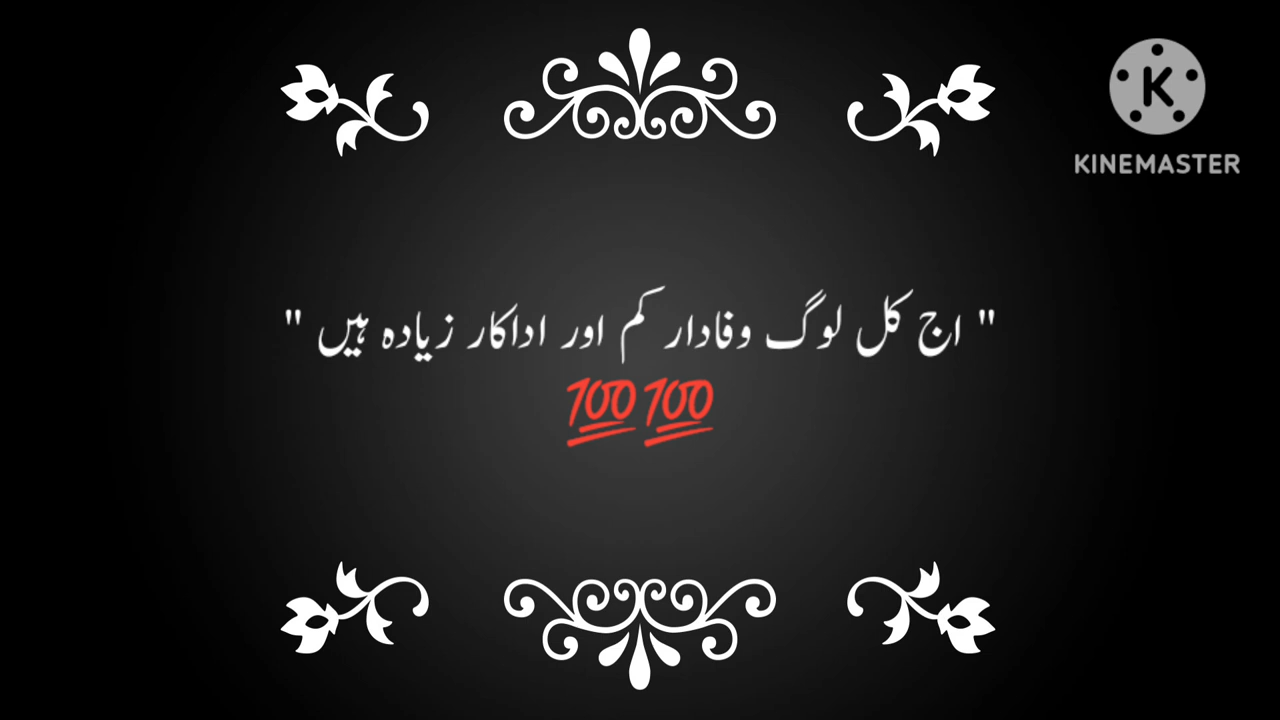 KINEMASTER
" اج کل لوگ وفادار کم اور اداکار زیادہ ہیں "
💯💯